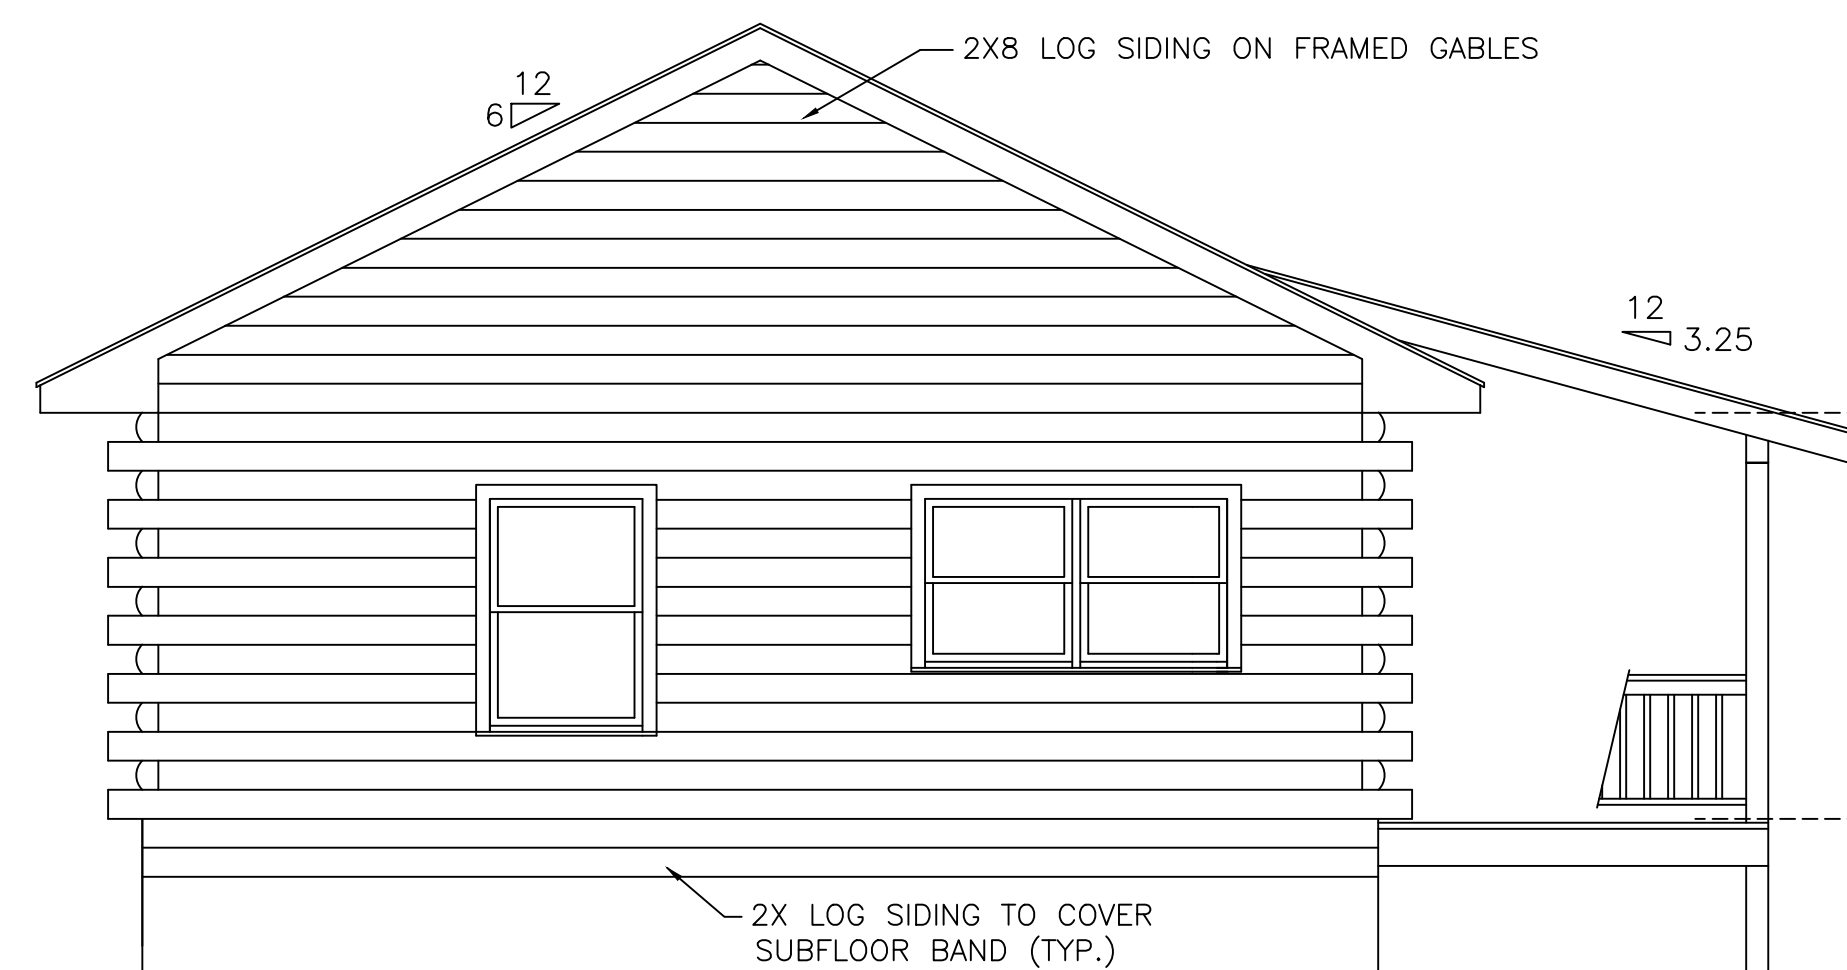 2X8 LOG SIDING ON FRAMED GABLES
12
6
12
3.25
2X LOG SIDING TO COVER
SUBFLOOR BAND (TYP.)